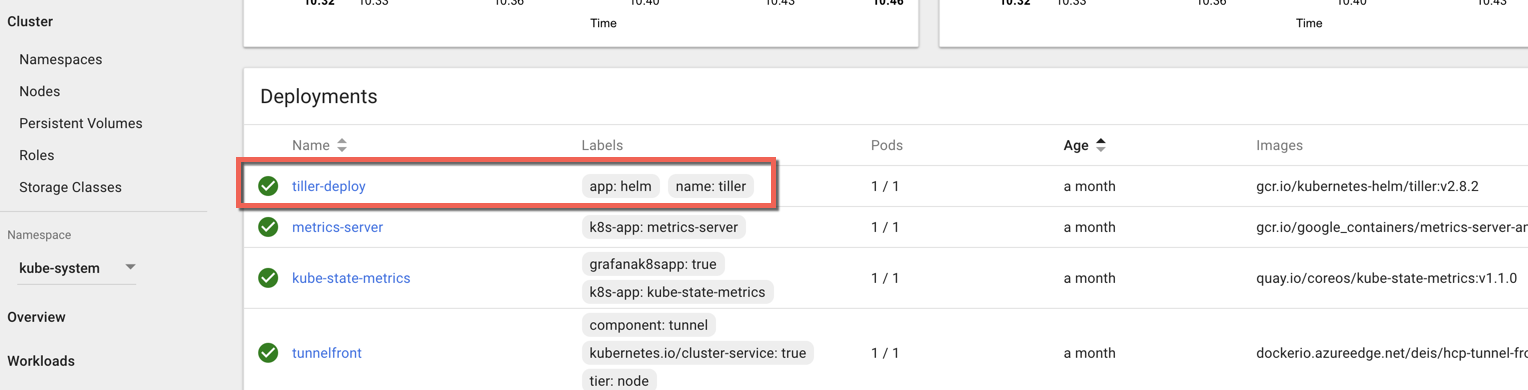 10:32 10:33 10:36 10:40 10:43 10:46 10:32 10:33 10:36 10:40 10:43
Time Time
Cluster
Namespaces
Nodes
Persistent Volumes
Roles
Storage Classes
Namespace
kube-system
Overview
Workloads
Deployments
Name Labels Pods Age Images
tiller-deploy app: helm name: tiller 1 / 1 a month gcr.io/kubernetes-helm/tiller:v2.8.2
metrics-server k8s-app: metrics-server 1 / 1 a month gcr.io/google_containers/metrics-server-an
kube-state-metrics grafanak8sapp: true 1 / 1 a month quay.io/coreos/kube-state-metrics:v1.1.0
k8s-app: kube-state-metrics
tunnelfront component: tunnel 1 / 1 a month dockerio.azureedge.net/deis/hcp-tunnel-fro
kubernetes.io/cluster-service: true
tier: node